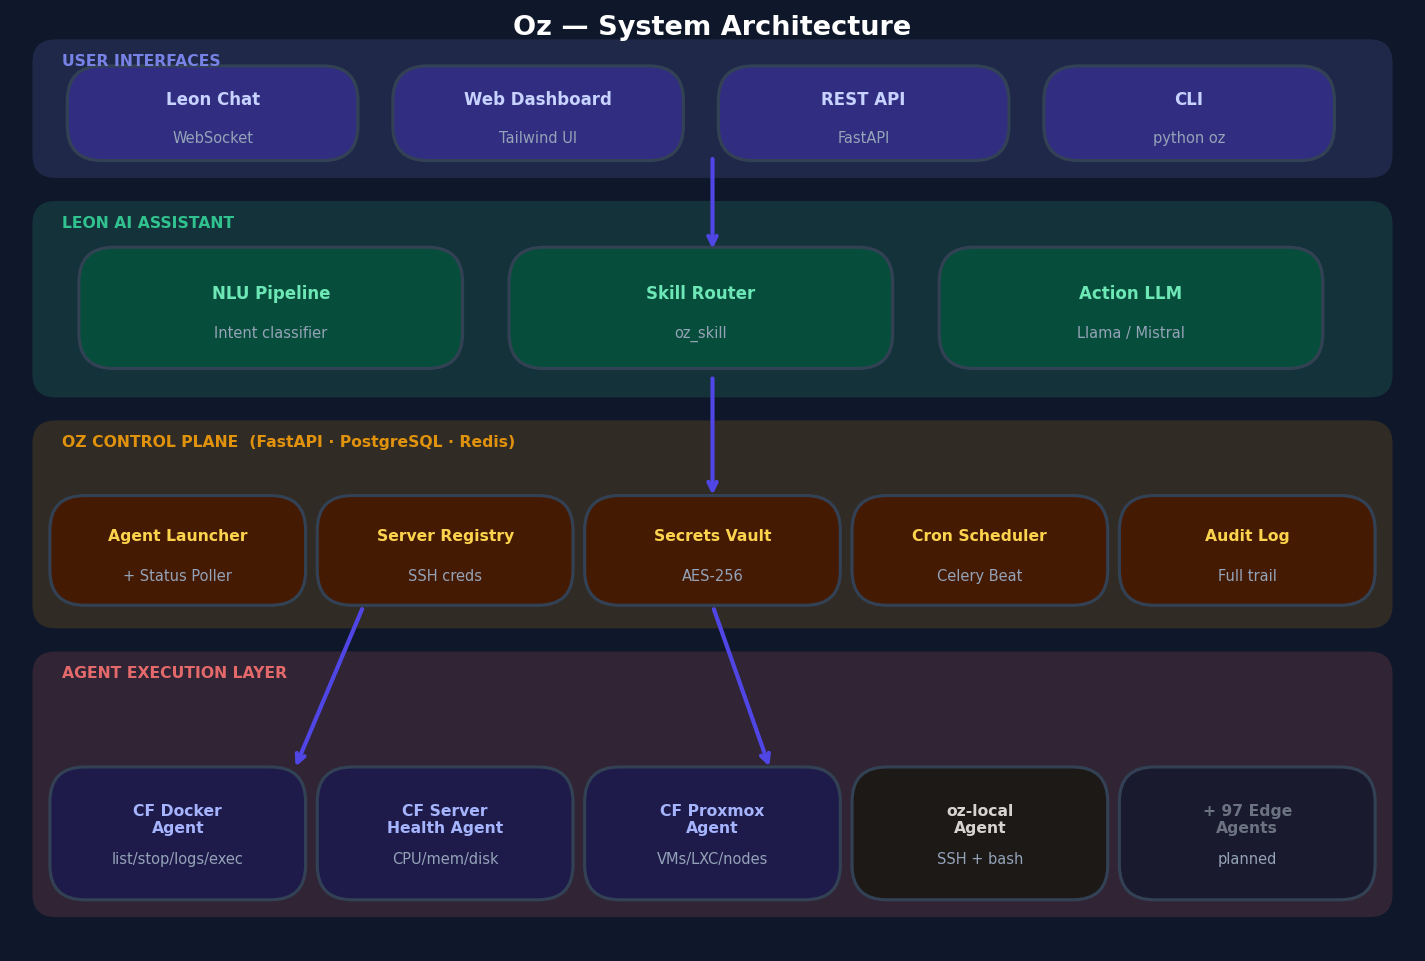 Oz — System Architecture
USER INTERFACES
Leon Chat
WebSocket
Web Dashboard
Tailwind UI
REST API
FastAPI
CLI
python oz
LEON AI ASSISTANT
NLU Pipeline
Intent classifier
Skill Router
oz_skill
Action LLM
Llama / Mistral
OZ CONTROL PLANE (FastAPI · PostgreSQL · Redis)
Agent Launcher
+ Status Poller
Server Registry
SSH creds
Secrets Vault
AES-256
Cron Scheduler
Celery Beat
Audit Log
Full trail
AGENT EXECUTION LAYER
CF Docker
Agent
list/stop/logs/exec
CF Server
Health Agent
CPU/mem/disk
CF Proxmox
Agent
VMs/LXC/nodes
oz-local
Agent
SSH + bash
+ 97 Edge
Agents
planned